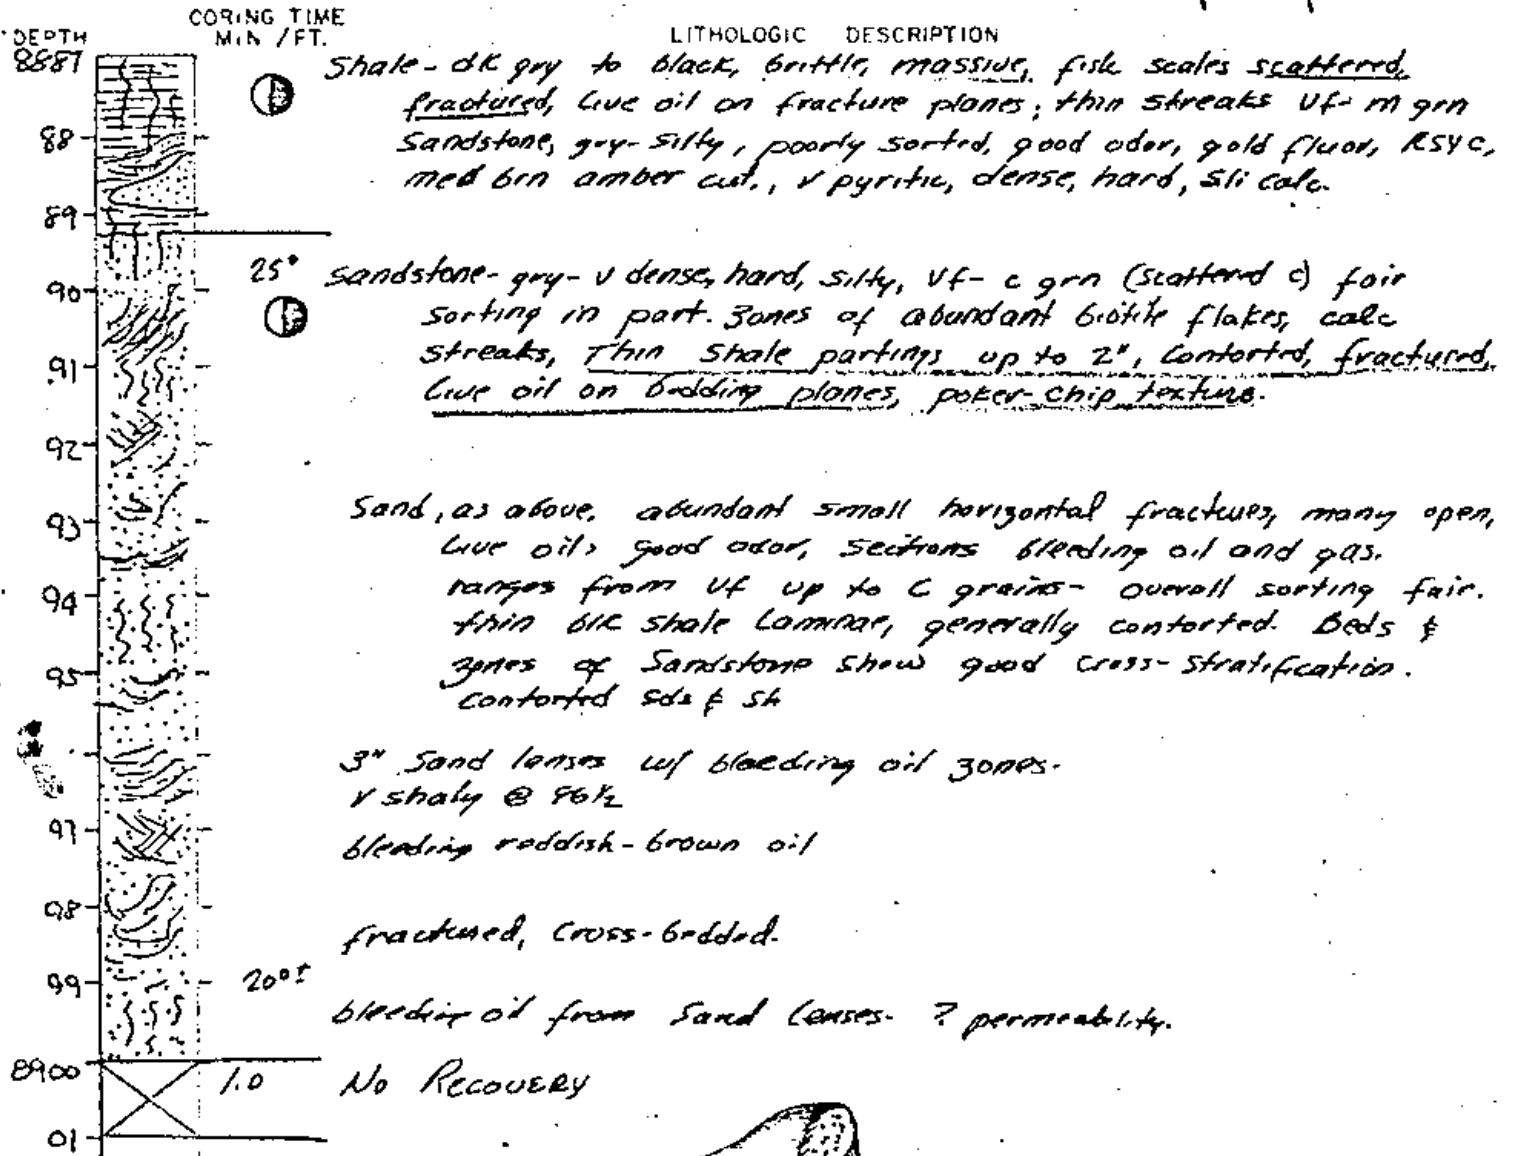 CORING TIME
DEPTH MIN /FT. LITHOLOGIC DESCRIPTION
8887 Shale - dk gry to black, brittle, massive, fish scales scattered,
fractured, live oil on fracture planes; thin streaks Vf- m grn
88 Sandstone, gry- silty, poorly sorted, good odor, gold fluor,
med brn amber cut., v pyritic, dense, hard, sli calc.
89
25° Sandstone- gry- v dense, hard, silty, Vf- c grn (scattered c) fair
90 sorting in part. zones of abundant biotite flakes, calc
91 streaks, Thin Shale partings up to 2", Contorted, fractured,
live oil on bedding planes, poker-chip texture.
92
93 Sand, as above, abundant small horizontal fractures, many open,
live oil, good odor, sections bleeding oil and gas.
94 ranges from Vf up to C grains- overall sorting fair.
thin blk shale Laminae, generally contorted. Beds &
95 zones of Sandstone show good cross-stratification.
contorted sds & sh
3" Sand lenses w/ bleeding oil zones.
v shaly @ 96½
97 bleeding reddish-brown oil
98
fractured, cross-bedded.
99 20°±
bleeding oil from Sand lenses- ? permeability.
8900 1.0 No RECOVERY
01